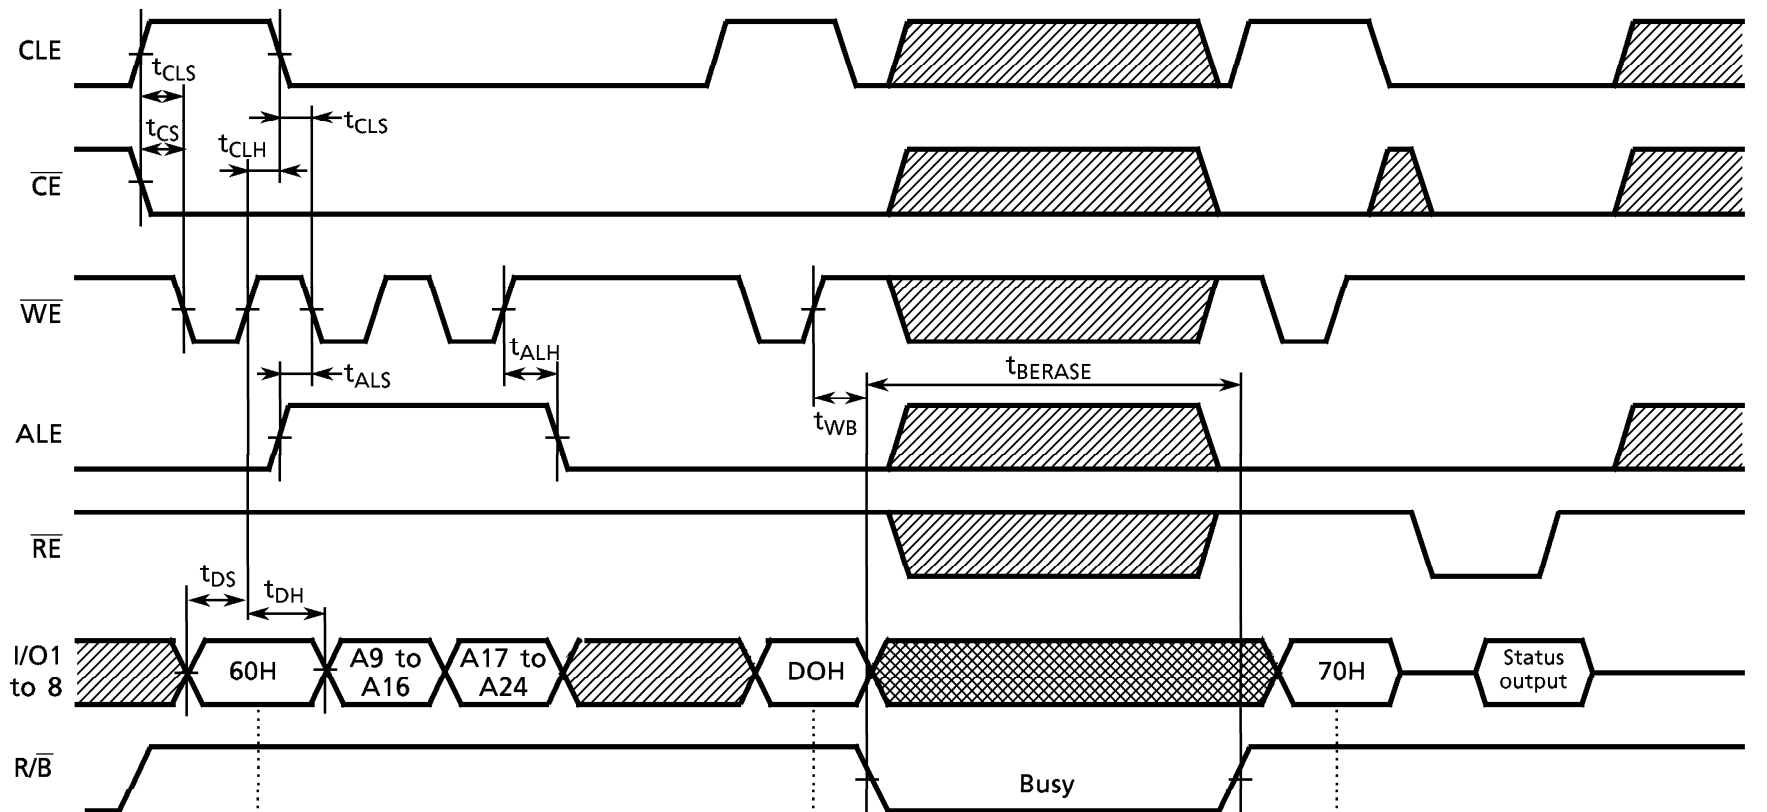 CLE
tCLS
tCS
tCLH
tCLS
CE
WE
tALH
tALS
tBERASE
tWB
ALE
RE
tDS
tDH
I/O1
to 8
60H
A9 to
A16
A17 to
A24
DOH
70H
Status
output
R/B
Busy